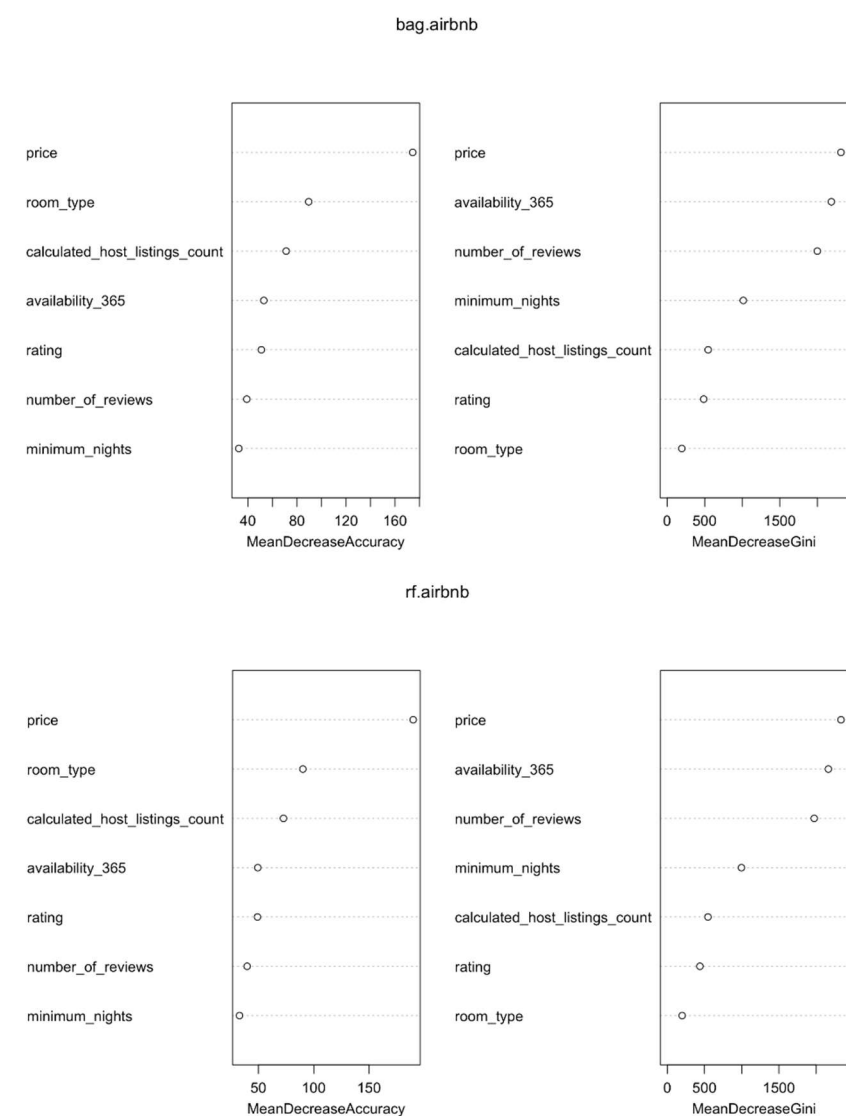 bag.airbnb
price
room_type
calculated_host_listings_count
availability_365
rating
number_of_reviews
minimum_nights
40 80 120 160
MeanDecreaseAccuracy
price
availability_365
number_of_reviews
minimum_nights
calculated_host_listings_count
rating
room_type
0 500 1500
MeanDecreaseGini
rf.airbnb
price
room_type
calculated_host_listings_count
availability_365
rating
number_of_reviews
minimum_nights
50 100 150
MeanDecreaseAccuracy
price
availability_365
number_of_reviews
minimum_nights
calculated_host_listings_count
rating
room_type
0 500 1500
MeanDecreaseGini